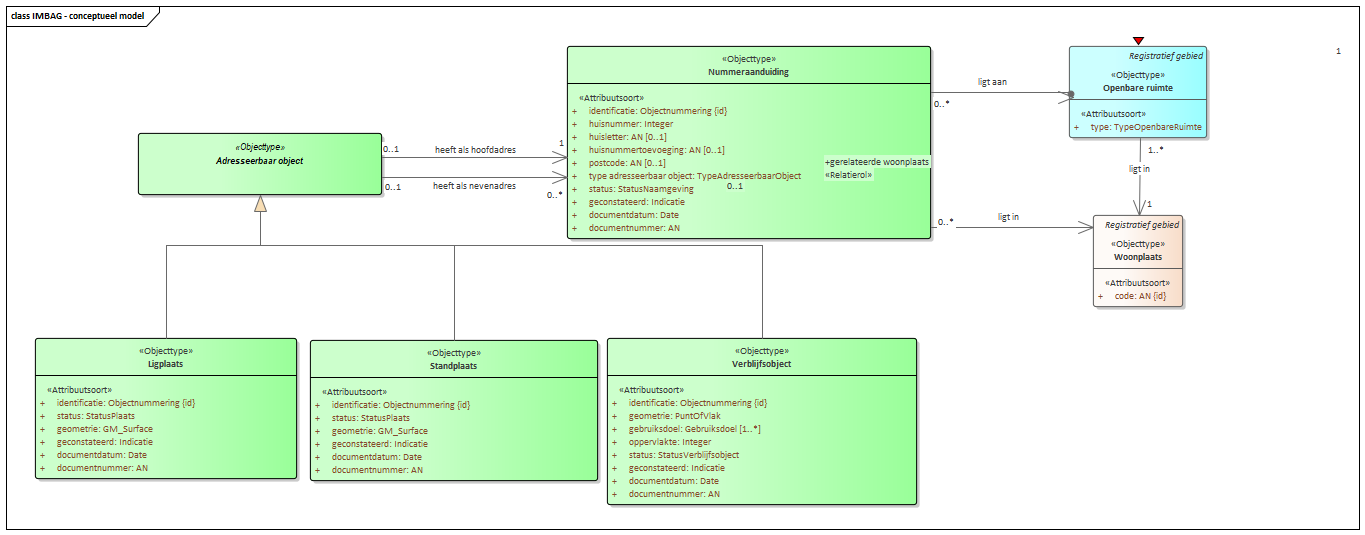 class IMBAG - conceptueel model
«Objecttype»
Nummeraanduiding
«Attribuutsoort»
+ identificatie: Objectnummering {id}
+ huisnummer: Integer
+ huisletter: AN [0..1]
+ huisnummertoevoeging: AN [0..1]
+ postcode: AN [0..1]
+ type adresseerbaar object: TypeAdresseerbaarObject
+ status: StatusNaamgeving
+ geconstateerd: Indicatie
+ documentdatum: Date
+ documentnummer: AN
+gerelateerde woonplaats
«Relatierol»
0..1
ligt aan
0..*
1
Registratief gebied
«Objecttype»
Openbare ruimte
«Attribuutsoort»
+ type: TypeOpenbareRuimte
1..*
ligt in
1
0..*
ligt in
Registratief gebied
«Objecttype»
Woonplaats
«Attribuutsoort»
+ code: AN {id}
«Objecttype»
Adresseerbaar object
0..1
heeft als hoofdadres
1
0..1
heeft als nevenadres
0..*
«Objecttype»
Ligplaats
«Attribuutsoort»
+ identificatie: Objectnummering {id}
+ status: StatusPlaats
+ geometrie: GM_Surface
+ geconstateerd: Indicatie
+ documentdatum: Date
+ documentnummer: AN
«Objecttype»
Standplaats
«Attribuutsoort»
+ identificatie: Objectnummering {id}
+ status: StatusPlaats
+ geometrie: GM_Surface
+ geconstateerd: Indicatie
+ documentdatum: Date
+ documentnummer: AN
«Objecttype»
Verblijfsobject
«Attribuutsoort»
+ identificatie: Objectnummering {id}
+ geometrie: PuntOfVlak
+ gebruiksdoel: Gebruiksdoel [1..*]
+ oppervlakte: Integer
+ status: StatusVerblijfsobject
+ geconstateerd: Indicatie
+ documentdatum: Date
+ documentnummer: AN